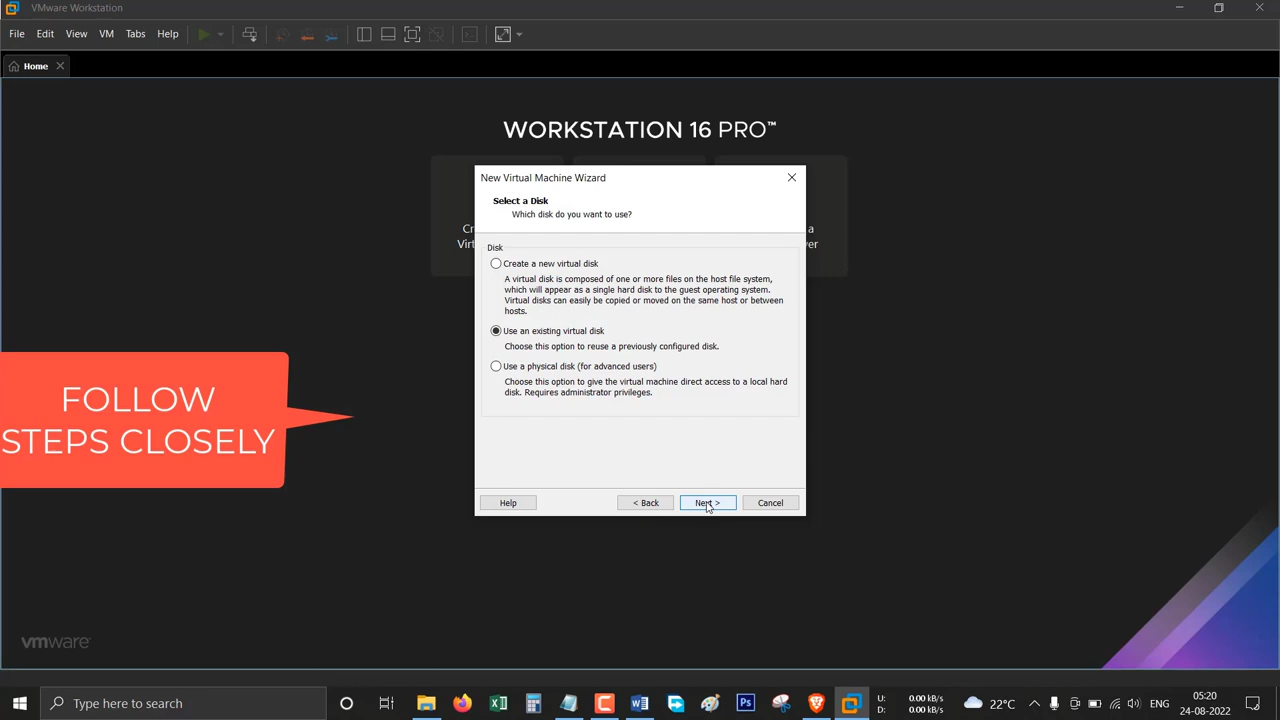 VMware Workstation
File Edit View VM Tabs Help
Home
WORKSTATION 16 PRO™
New Virtual Machine Wizard
Select a Disk
Which disk do you want to use?
Disk
Create a new virtual disk
A virtual disk is composed of one or more files on the host file system,
which will appear as a single hard disk to the guest operating system.
Virtual disks can easily be copied or moved on the same host or between
hosts.
Use an existing virtual disk
Choose this option to reuse a previously configured disk.
Use a physical disk (for advanced users)
Choose this option to give the virtual machine direct access to a local hard
disk. Requires administrator privileges.
Help < Back Next > Cancel
FOLLOW
STEPS CLOSELY
vmware
Type here to search
U: 0.00 kB/s
D: 0.00 kB/s
22°C
ENG
05:20
24-08-2022